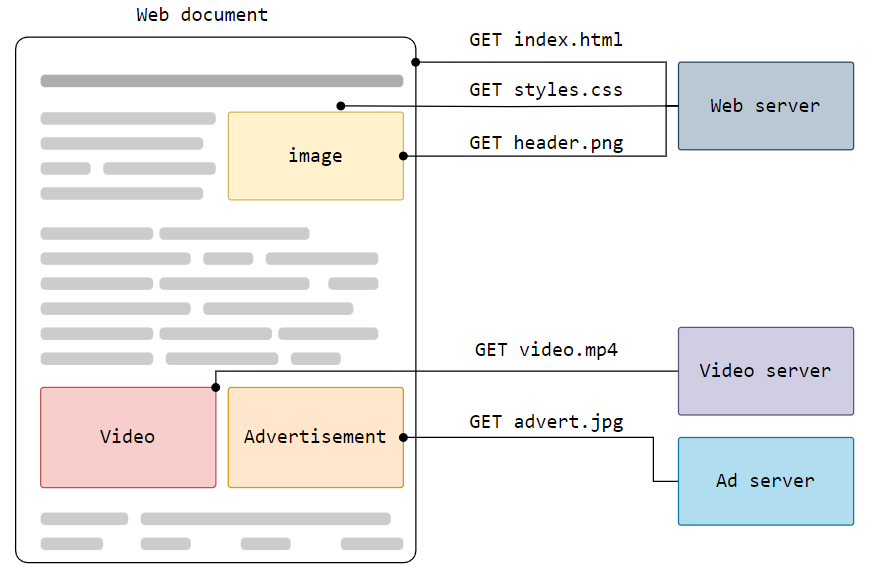 Web document
GET index.html
GET styles.css
Web server
GET header.png
image
GET video.mp4
Video server
GET advert.jpg
Video
Advertisement
Ad server